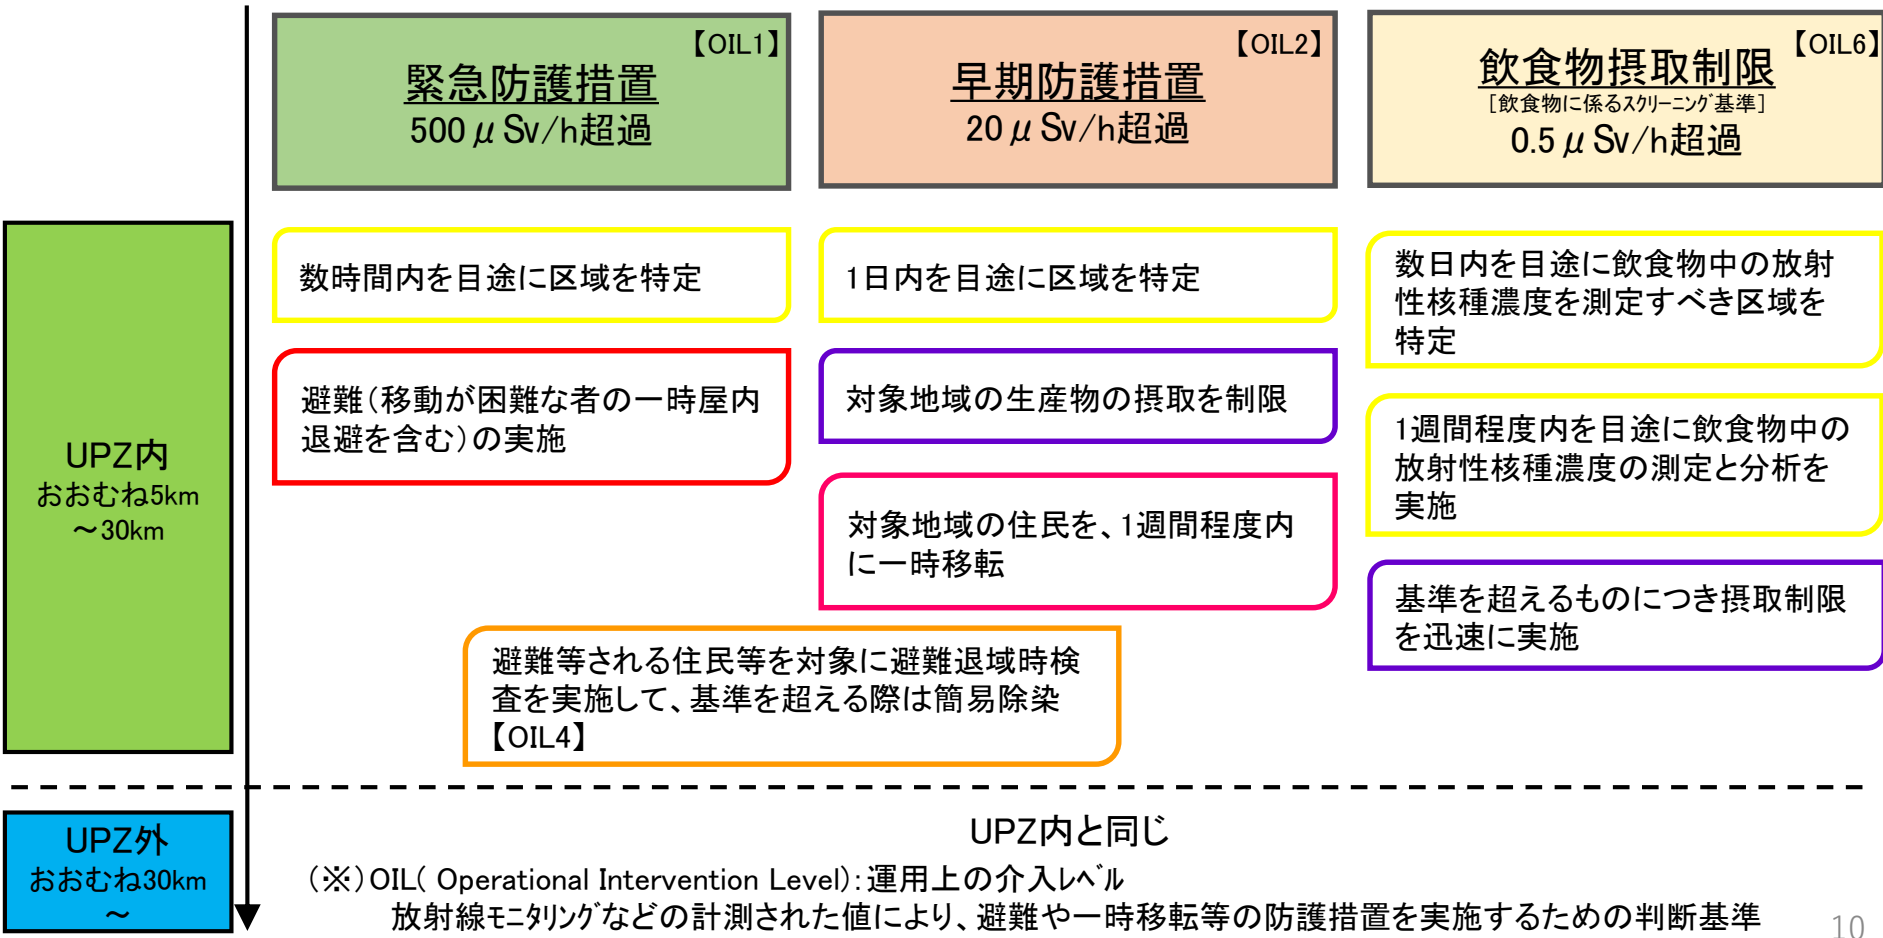 【OIL1】
緊急防護措置
500μSv/h超過
【OIL2】
早期防護措置
20μSv/h超過
【OIL6】
飲食物摂取制限
[飲食物に係るｽｸﾘｰﾆﾝｸﾞ基準]
0.5μSv/h超過
UPZ内
おおむね5km
～30km
数時間内を目途に区域を特定
避難(移動が困難な者の一時屋内
退避を含む)の実施
1日内を目途に区域を特定
対象地域の生産物の摂取を制限
対象地域の住民を、1週間程度内
に一時移転
数日内を目途に飲食物中の放射
性核種濃度を測定すべき区域を
特定
1週間程度内を目途に飲食物中の
放射性核種濃度の測定と分析を
実施
基準を超えるものにつき摂取制限
を迅速に実施
避難等される住民等を対象に避難退域時検
査を実施して、基準を超える際は簡易除染
【OIL4】
UPZ外
おおむね30km
～
UPZ内と同じ
(※)OIL( Operational Intervention Level):運用上の介入ﾚﾍﾞﾙ
放射線ﾓﾆﾀﾘﾝｸﾞなどの計測された値により、避難や一時移転等の防護措置を実施するための判断基準
10